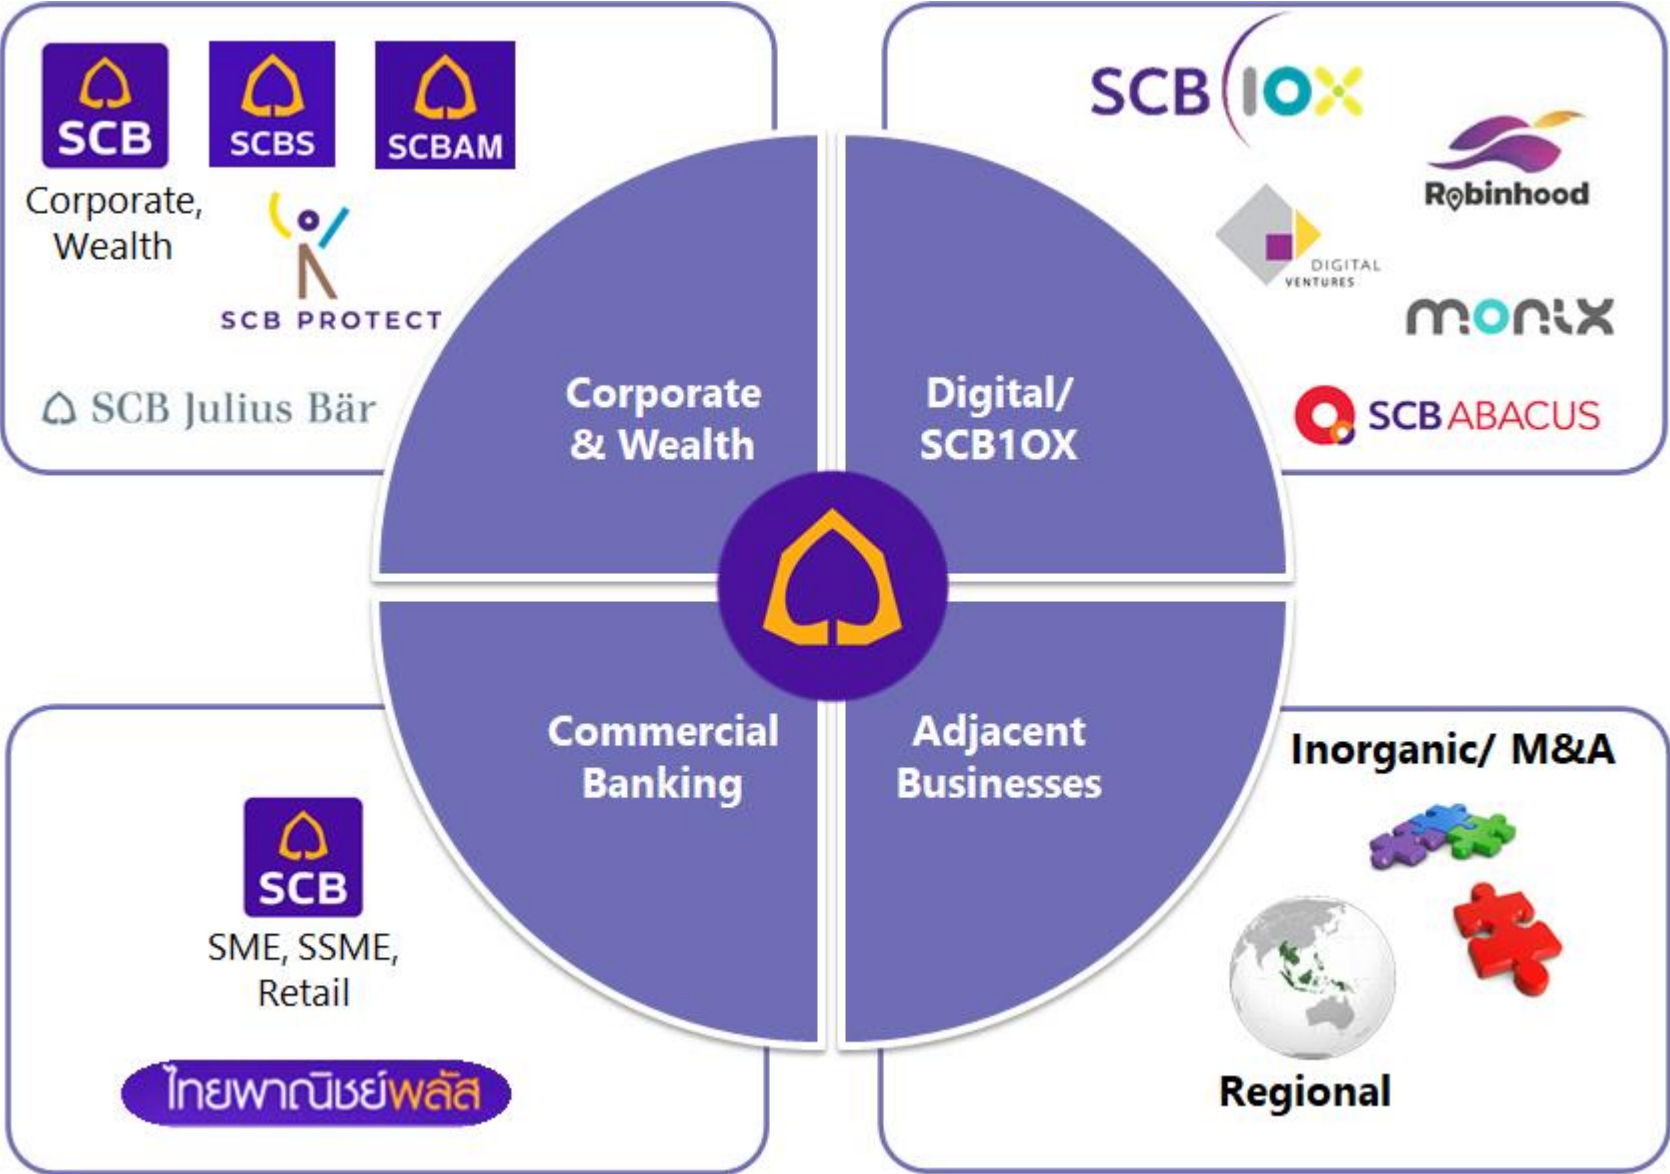 SCB
SCBS
SCBAM
Corporate,
Wealth
SCB PROTECT
SCB Julius Bär
SCB 10X
Robinhood
DIGITAL
VENTURES
monix
SCB ABACUS
Corporate
& Wealth
Digital/
SCB1OX
Commercial
Banking
Adjacent
Businesses
SCB
SME, SSME,
Retail
ไทยพาณิชย์พลัส
Inorganic/ M&A
Regional